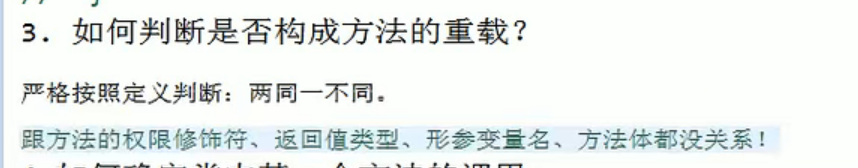 3. 如何判断是否构成方法的重载？
严格按照定义判断：两同一不同。
跟方法的权限修饰符、返回值类型、形参变量名、方法体都没关系！